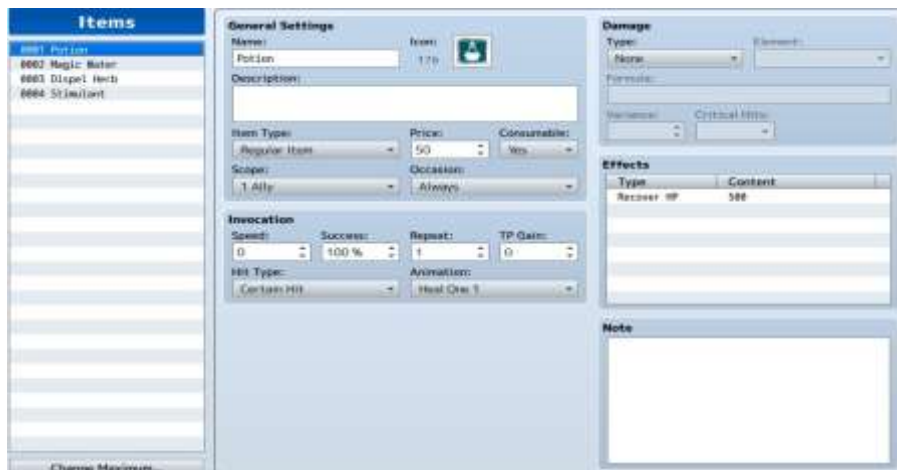 Items
0001 Potion
0002 Magic Water
0003 Dispel Herb
0004 Stimulant
Change Maximum...
General Settings
Name: Icon:
Potion 176
Description:
Item Type: Price: Consumable:
Regular Item 50 Yes
Scope: Occasion:
1 Ally Always
Invocation
Speed: Success: Repeat: TP Gain:
0 100 % 1 0
Hit Type: Animation:
Certain Hit Heal One 1
Damage
Type: Element:
None
Formula:
Variance: Critical Hits:
Effects
Type Content
Recover HP 500
Note